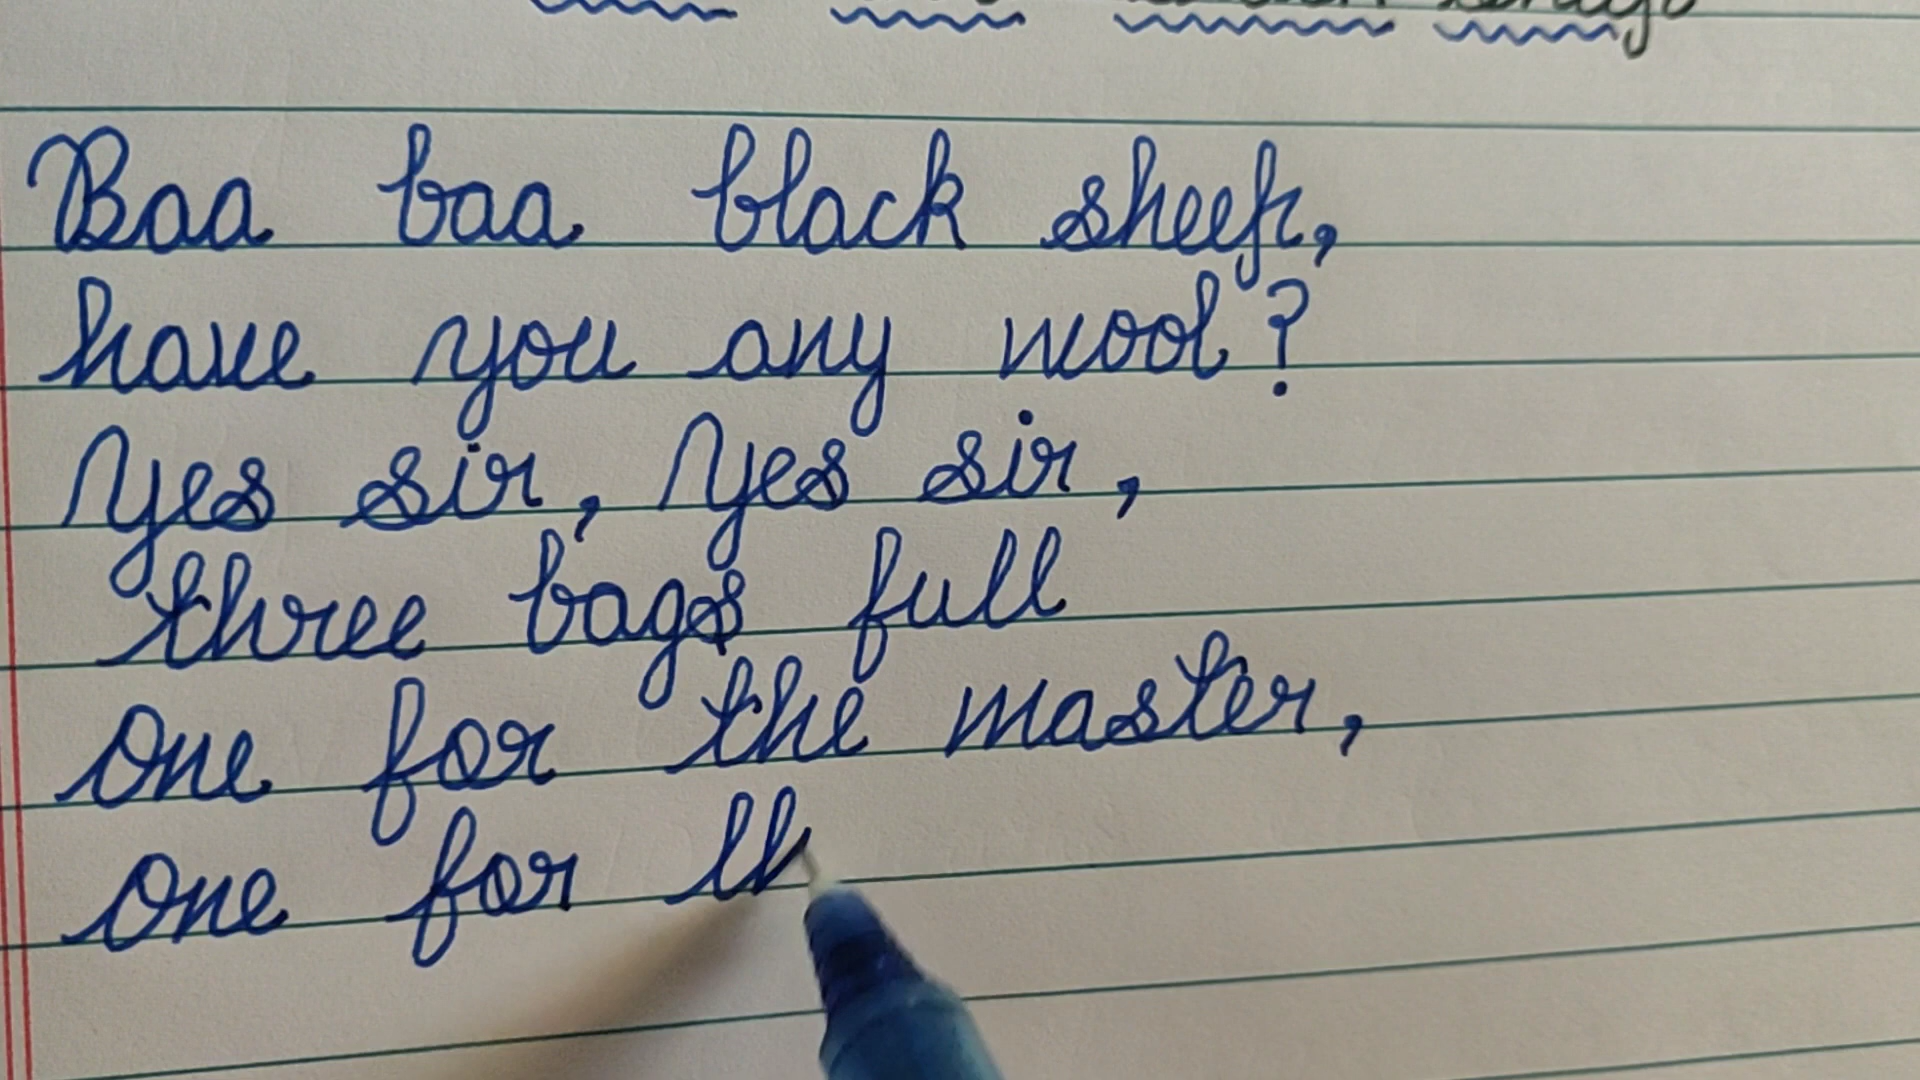 Baa baa black sheep,
have you any wool?
Yes sir, Yes sir,
three bags full
One for the master,
One for th